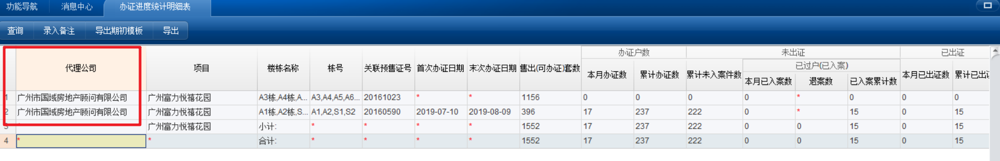 功能导航 消息中心 办证进度统计明细表
查询 录入备注 导出期初模板 导出
办证户数 未出证 已出证
代理公司 项目 楼栋名称 栋号 关联预售证号 首次办证日期 末次办证日期 售出(可办证)套数 本月办证数 累计办证数 累计未入案件数 已过户(已入案) 本月已出证数 累计已出证
本月已入案数 退案数 已入案累计数
1 广州市国域房地产顾问有限公司 广州富力悦禧花园 A3栋,A4栋,A... A3,A4,A5,A6... 20161023 * * 1156 0 0 0 0 * 0 0 0
2 广州市国域房地产顾问有限公司 广州富力悦禧花园 A1栋,A2栋,S... A1,A2,S1,S2 20160590 2019-07-10 2019-08-09 396 17 237 222 0 * 15 0 15
3 广州富力悦禧花园 小计: * * * * 1552 17 237 222 0 0 15 0 15
4 * * 合计: * * * * 1552 17 237 222 0 0 15 0 15